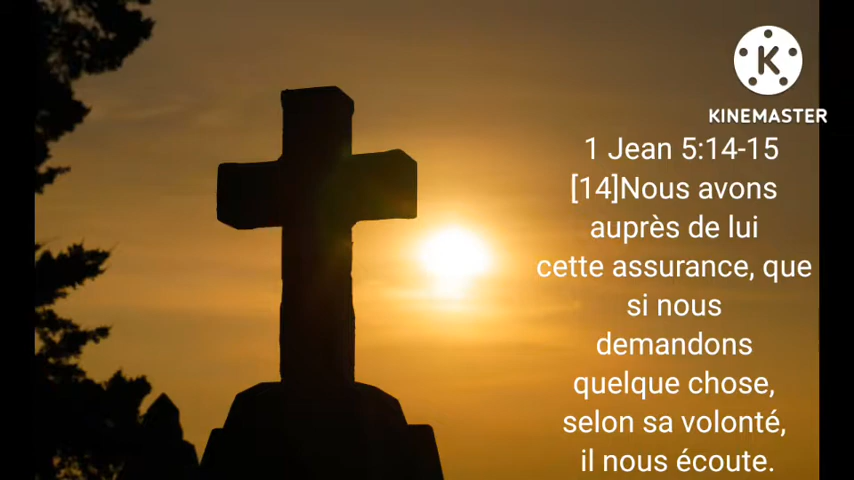 K
KINEMASTER
1 Jean 5:14-15
[14]Nous avons
auprès de lui
cette assurance, que
si nous
demandons
quelque chose,
selon sa volonté,
il nous écoute.